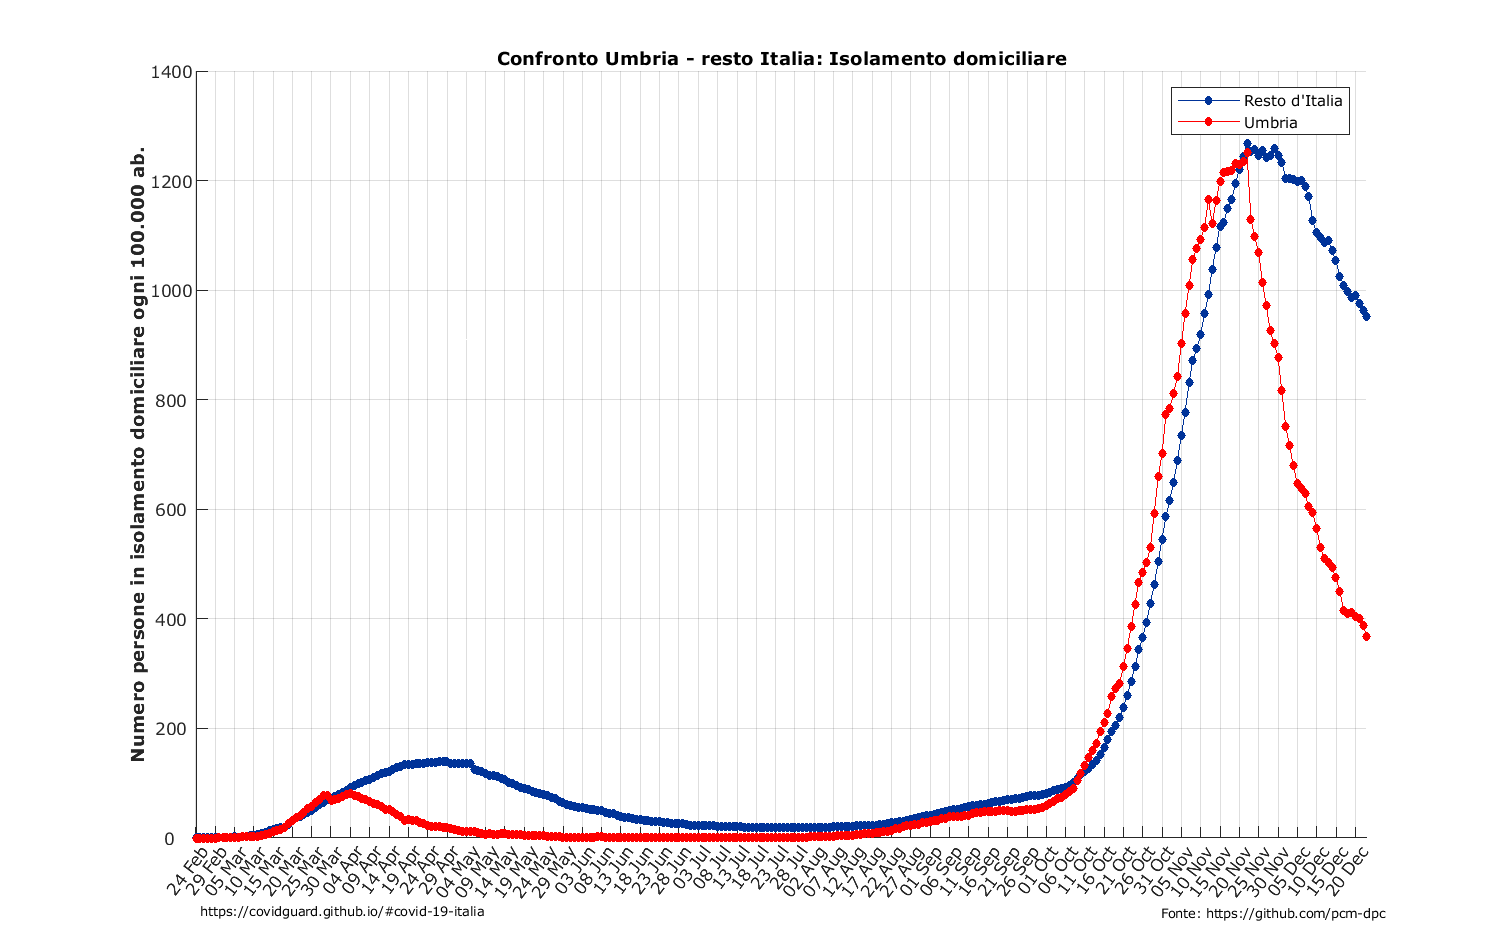 Confronto Umbria - resto Italia: Isolamento domiciliare
Numero persone in isolamento domiciliare ogni 100.000 ab.
1400
1200
1000
800
600
400
200
0
Resto d'Italia
Umbria
24 Feb
29 Feb
05 Mar
10 Mar
15 Mar
20 Mar
25 Mar
30 Mar
04 Apr
09 Apr
14 Apr
19 Apr
24 Apr
29 Apr
04 May
09 May
14 May
19 May
24 May
29 May
03 Jun
08 Jun
13 Jun
18 Jun
23 Jun
28 Jun
03 Jul
08 Jul
13 Jul
18 Jul
23 Jul
28 Jul
02 Aug
07 Aug
12 Aug
17 Aug
22 Aug
27 Aug
01 Sep
06 Sep
11 Sep
16 Sep
21 Sep
26 Sep
01 Oct
06 Oct
11 Oct
16 Oct
21 Oct
26 Oct
31 Oct
05 Nov
10 Nov
15 Nov
20 Nov
25 Nov
30 Nov
05 Dec
10 Dec
15 Dec
20 Dec
https://covidguard.github.io/#covid-19-italia
Fonte: https://github.com/pcm-dpc